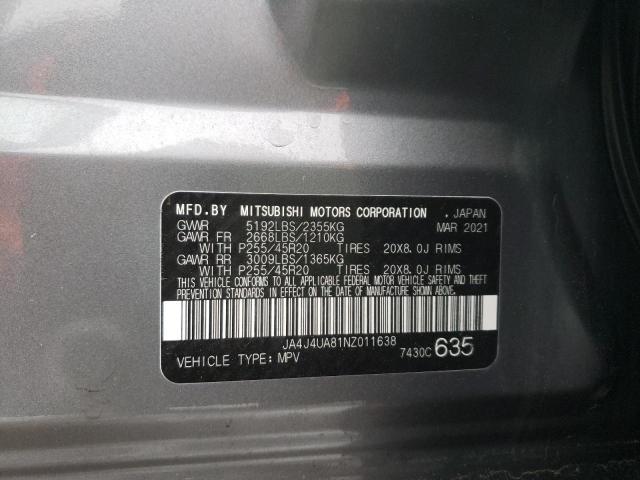 MFD.BY MITSUBISHI MOTORS CORPORATION . JAPAN
GVWR 5192LBS/2355KG MAR 2021
GAWR FR 2668LBS/1210KG
WITH P255/45R20 TIRES 20X8.0J RIMS
GAWR RR 3009LBS/1365KG
WITH P255/45R20 TIRES 20X8.0J RIMS
THIS VEHICLE CONFORMS TO ALL APPLICABLE FEDERAL MOTOR VEHICLE SAFETY AND THEFT
PREVENTION STANDARDS IN EFFECT ON THE DATE OF MANUFACTURE SHOWN ABOVE.
JA4J4UA81NZ011638
VEHICLE TYPE: MPV 7430C 635